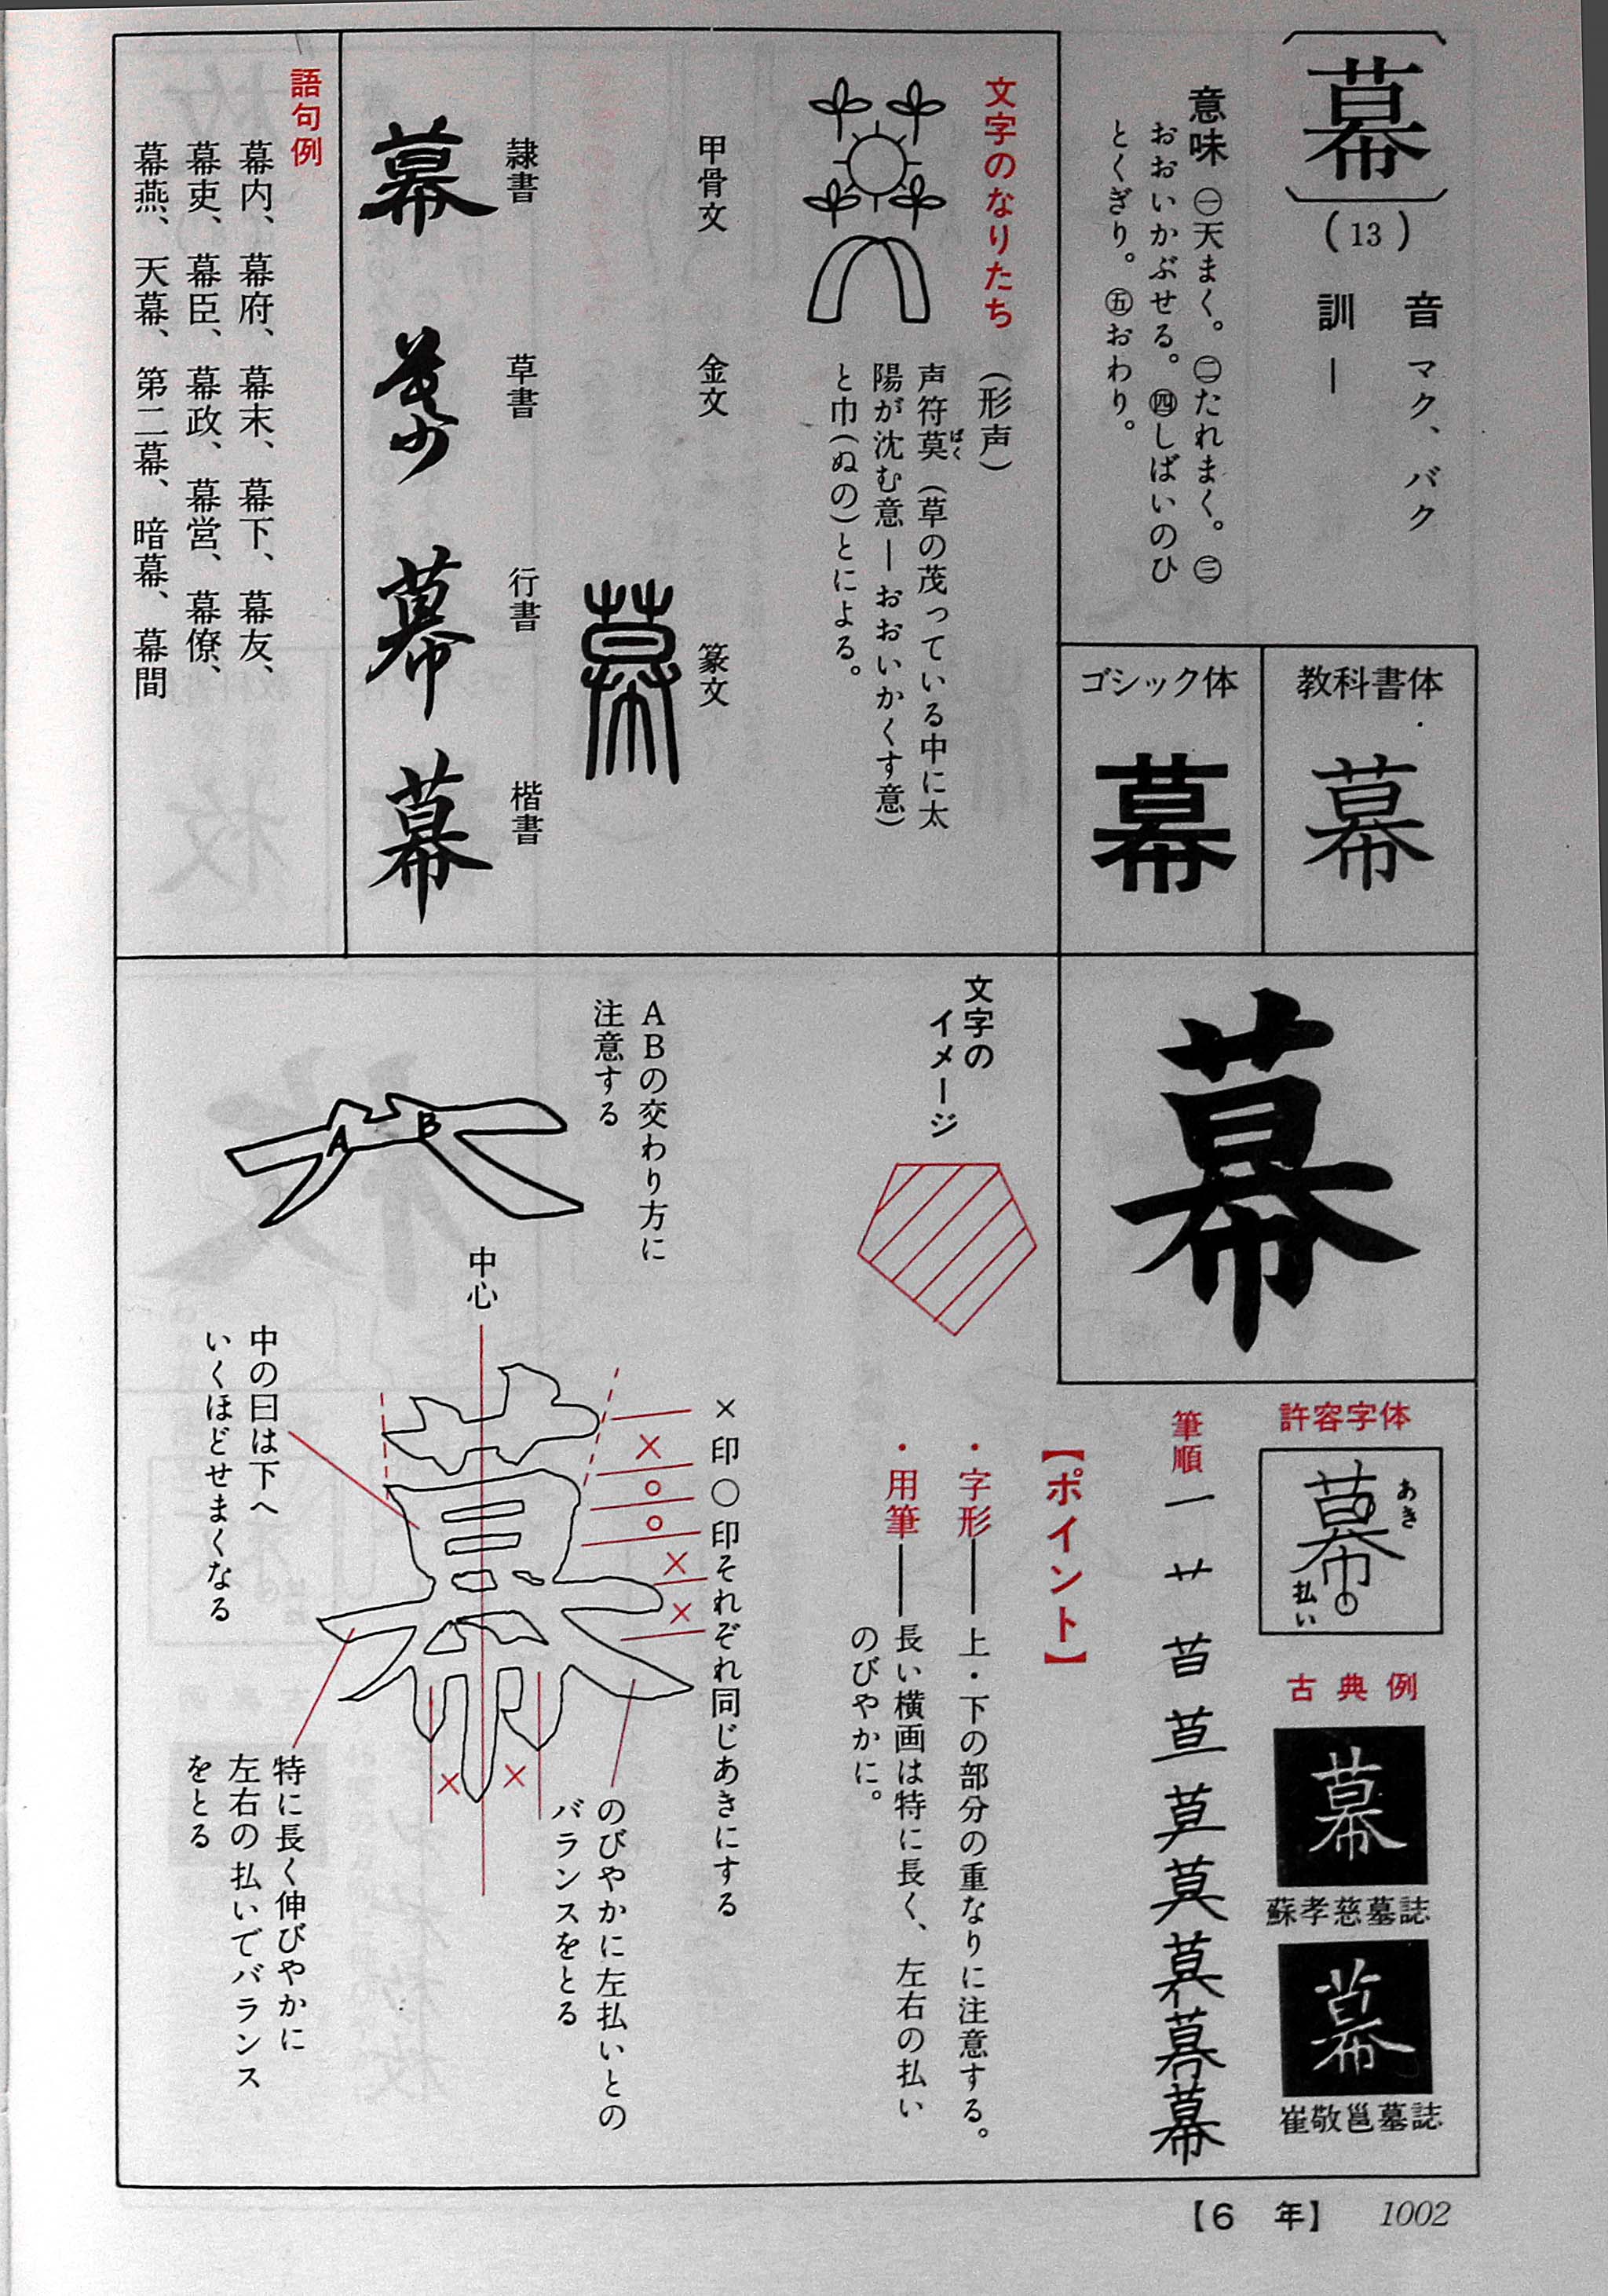 幕
(13)
音 マク、バク
訓 ー
意味 ㊀天まく。㊁たれまく。㊂
おおいかぶせる。㊃しばいのひ
とくぎり。㊄おわり。
教科書体
幕
ゴシック体
幕
文字のなりたち
(形声)
声符莫(草の茂っている中に太
ばく
陽が沈む意ーおおいかくす意)
と巾(ぬの)とによる。
甲骨文
金文
篆文
幕
隷書
草書
行書
楷書
幕
幕
幕
幕
語句例
幕内、幕府、幕末、幕下、幕友、
幕吏、幕臣、幕政、幕営、幕僚、
幕燕、天幕、第二幕、暗幕、幕間
幕
許容字体
幕
あき
払い
古典例
幕
蘇孝慈墓誌
幕
崔敬邕墓誌
筆順
一 艹 苩 苴 莫 莫 幕 幕 幕
【ポイント】
・字形——上・下の部分の重なりに注意する。
・用筆——長い横画は特に長く、左右の払い
のびやかに。
文字の
イメージ
ABの交わり方に
注意する
A B
中心
×印○印それぞれ同じあきにする
中の日は下へ
いくほどせまくなる
のびやかに左払いとの
バランスをとる
特に長く伸びやかに
左右の払いでバランス
をとる
【6 年】 1002